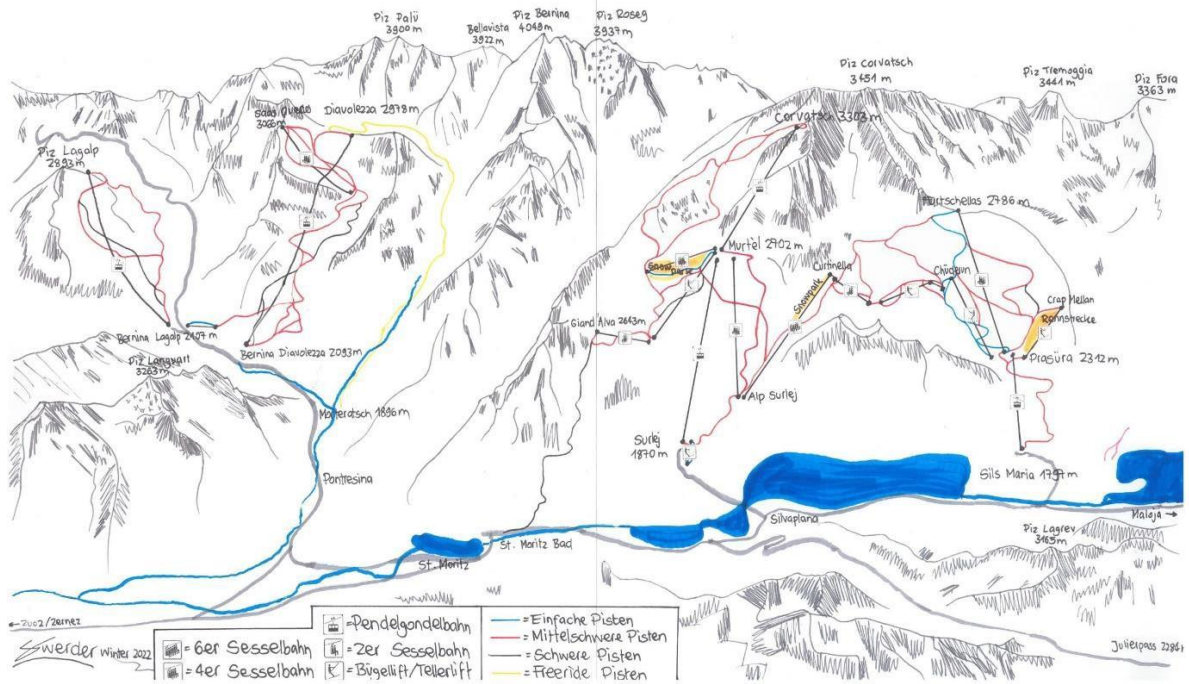 Piz Palü
3900 m
Bellavista
3922 m
Piz Bernina
4049 m
Piz Roseg
3937 m
Piz Corvatsch
3451 m
Piz Tremoggia
3441 m
Piz Fora
3363 m
Diavolezza 2978 m
Piz Lagalp
2893 m
Corvatsch 3303 m
Furtschellas 2786 m
Murtèl 2702 m
Snowpark
Curtinella
Snowpark
Chüderun
Crap Mellan
Rennstrecke
Giand Alva 2643 m
Prasüra 2312 m
Bernina Lagalp 2107 m
Bernina Diavolezza 2093 m
Piz Languart
3263 m
Morteratsch 1896 m
Alp Surlej
Surlej
1870 m
Pontresina
Sils Maria 1797 m
Maloja →
Silvaplana
Piz Lagrev
3165 m
St. Moritz Bad
St. Moritz
Julierpass
← Zuoz / Zernez
Swerder Winter 2022
= 6er Sesselbahn
= 4er Sesselbahn
= Pendelgondelbahn
= 2er Sesselbahn
= Bügellift/Tellerlift
= Einfache Pisten
= Mittelschwere Pisten
= Schwere Pisten
= Freeride Pisten